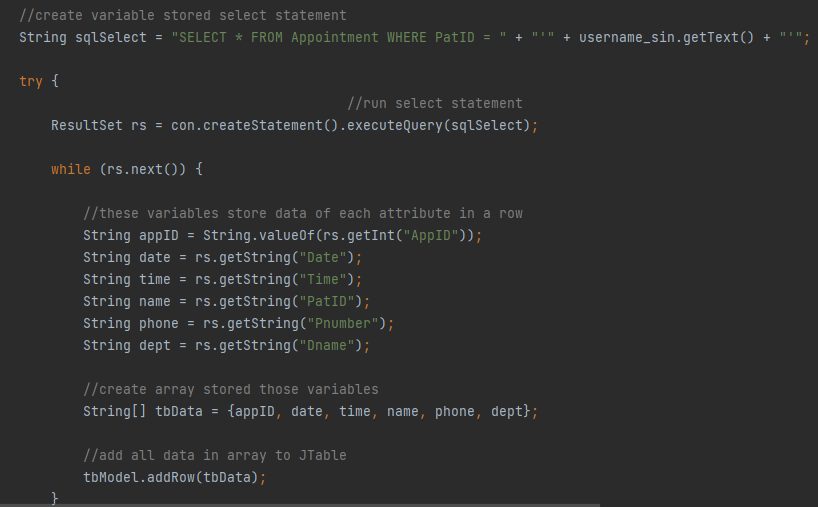 //create variable stored select statement
String sqlSelect = "SELECT * FROM Appointment WHERE PatID = " + "'" + username_sin.getText() + "'";
try {
//run select statement
ResultSet rs = con.createStatement().executeQuery(sqlSelect);
while (rs.next()) {
//these variables store data of each attribute in a row
String appID = String.valueOf(rs.getInt("AppID"));
String date = rs.getString("Date");
String time = rs.getString("Time");
String name = rs.getString("PatID");
String phone = rs.getString("Pnumber");
String dept = rs.getString("Dname");
//create array stored those variables
String[] tbData = {appID, date, time, name, phone, dept};
//add all data in array to JTable
tbModel.addRow(tbData);
}